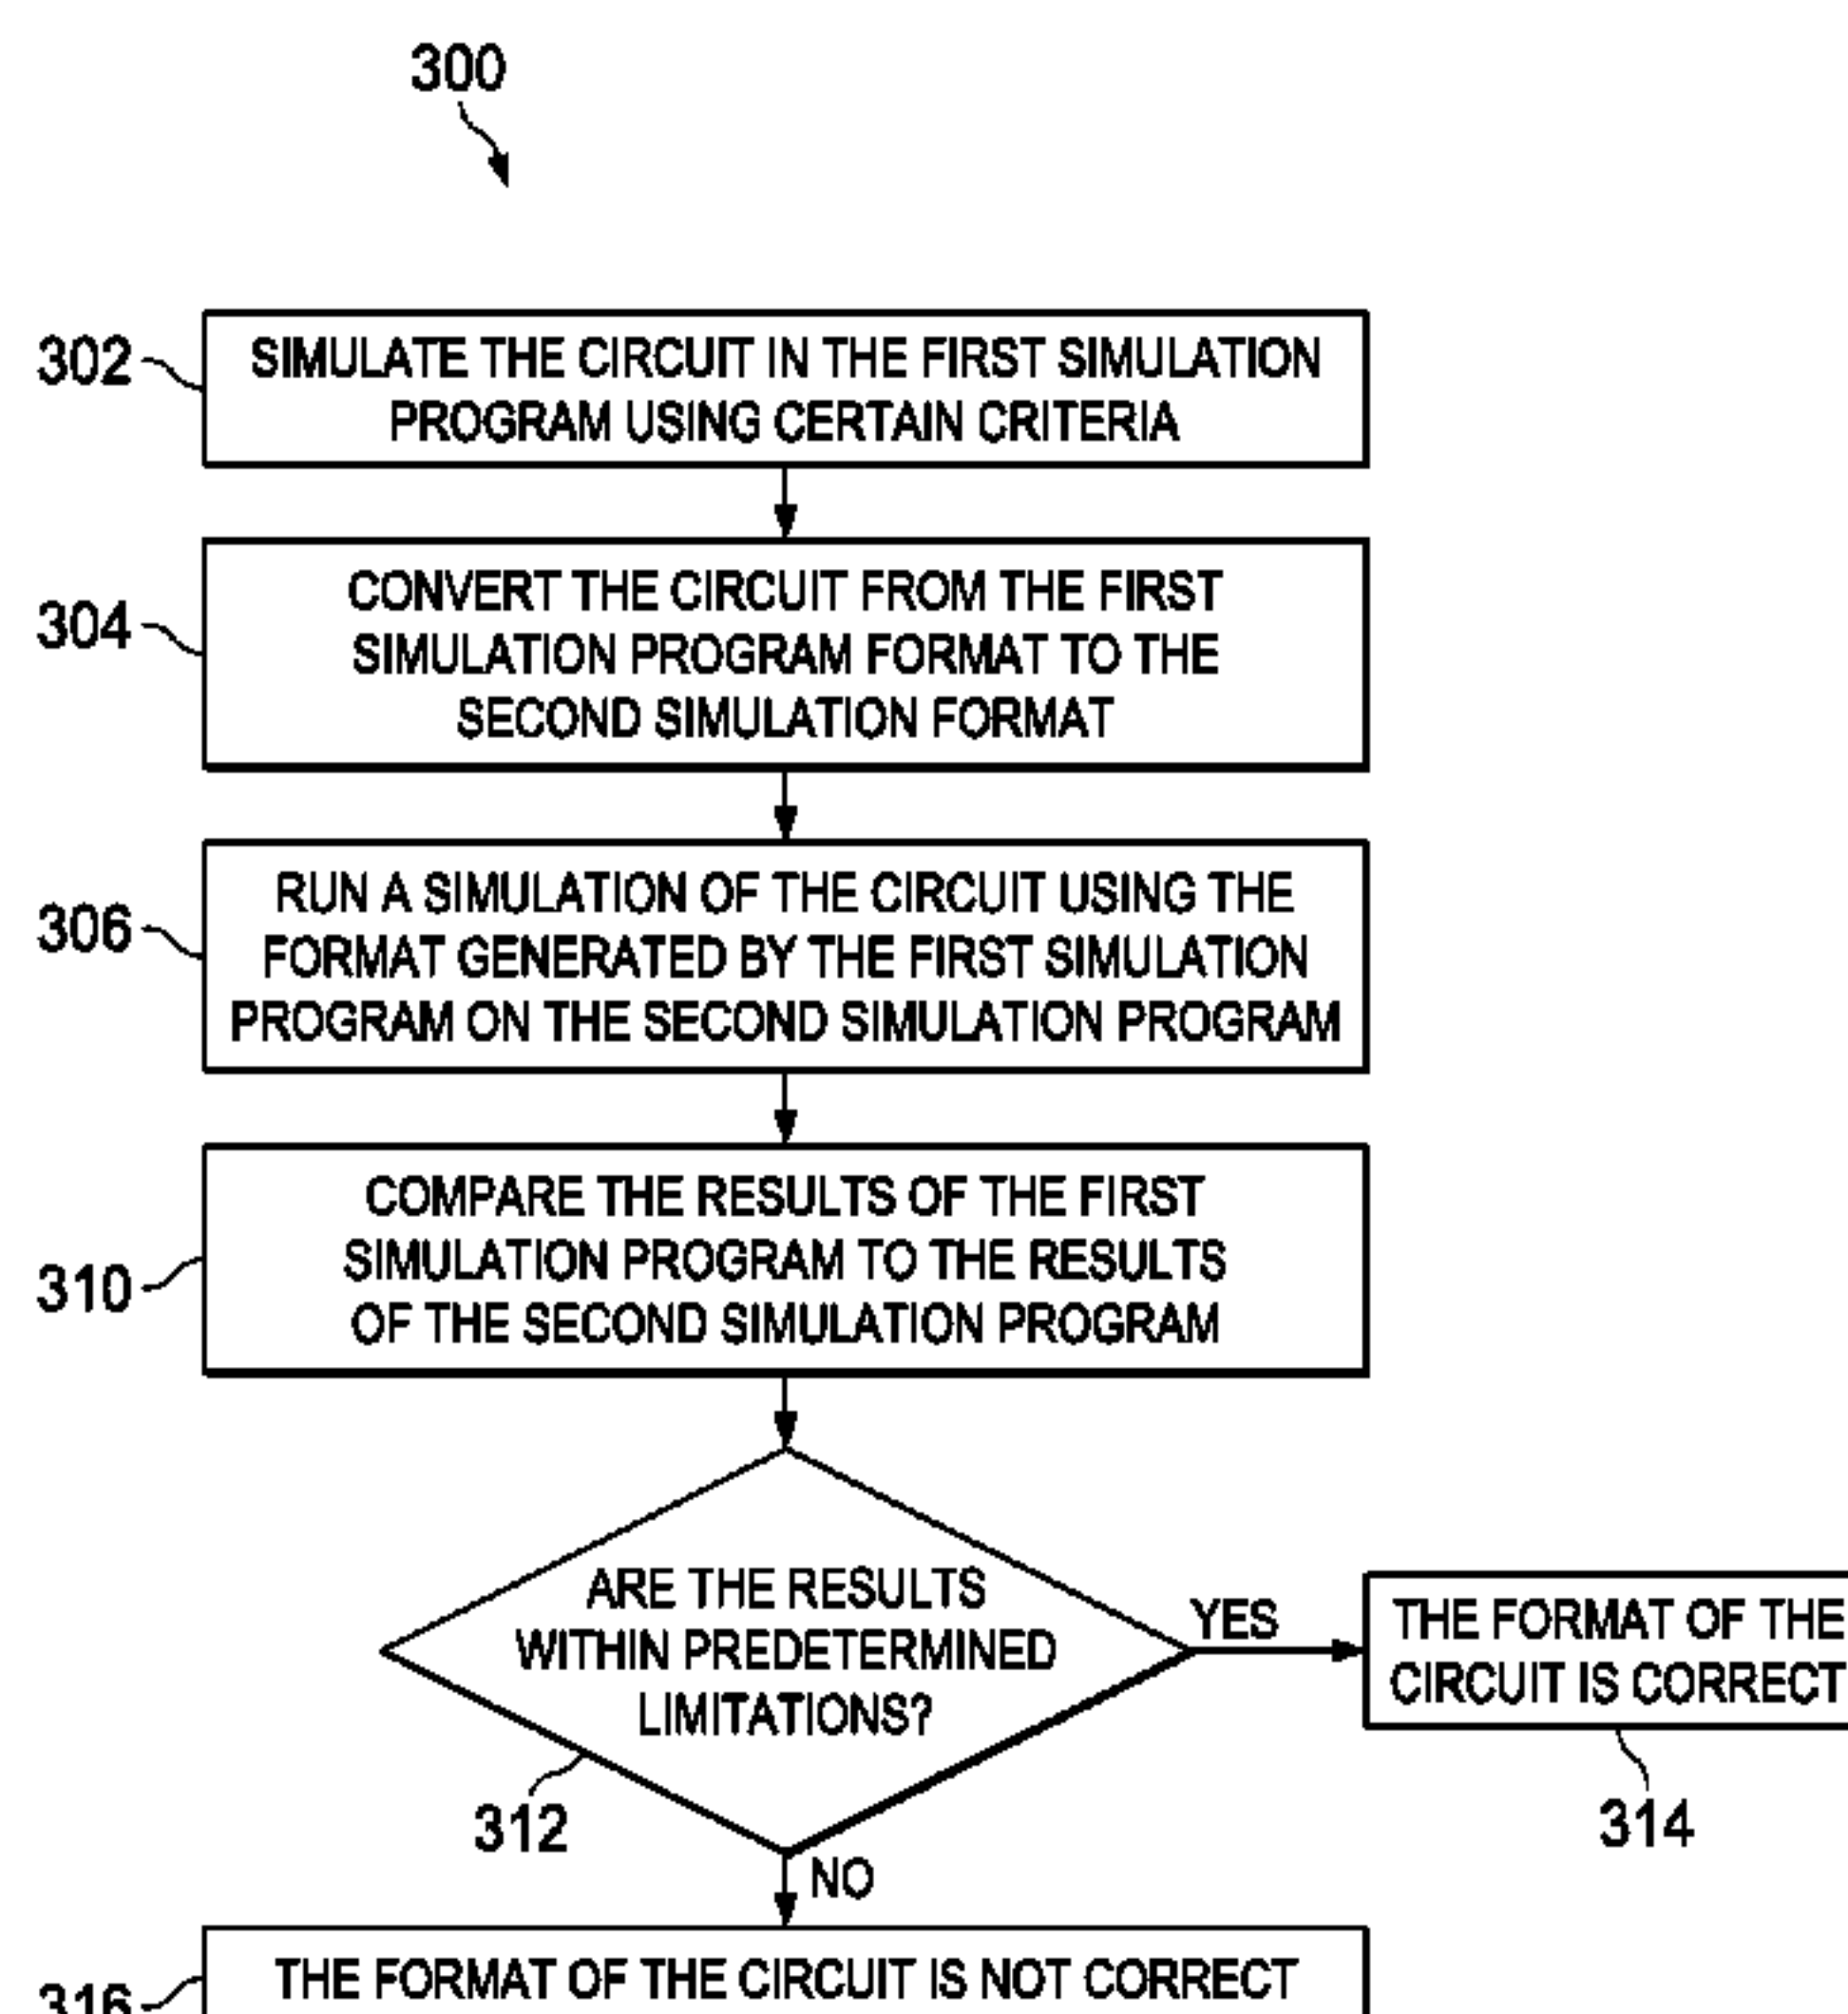 300
302
SIMULATE THE CIRCUIT IN THE FIRST SIMULATION
PROGRAM USING CERTAIN CRITERIA
304
CONVERT THE CIRCUIT FROM THE FIRST
SIMULATION PROGRAM FORMAT TO THE
SECOND SIMULATION FORMAT
306
RUN A SIMULATION OF THE CIRCUIT USING THE
FORMAT GENERATED BY THE FIRST SIMULATION
PROGRAM ON THE SECOND SIMULATION PROGRAM
310
COMPARE THE RESULTS OF THE FIRST
SIMULATION PROGRAM TO THE RESULTS
OF THE SECOND SIMULATION PROGRAM
ARE THE RESULTS
WITHIN PREDETERMINED
LIMITATIONS?
312
YES
THE FORMAT OF THE
CIRCUIT IS CORRECT
314
NO
316
THE FORMAT OF THE CIRCUIT IS NOT CORRECT